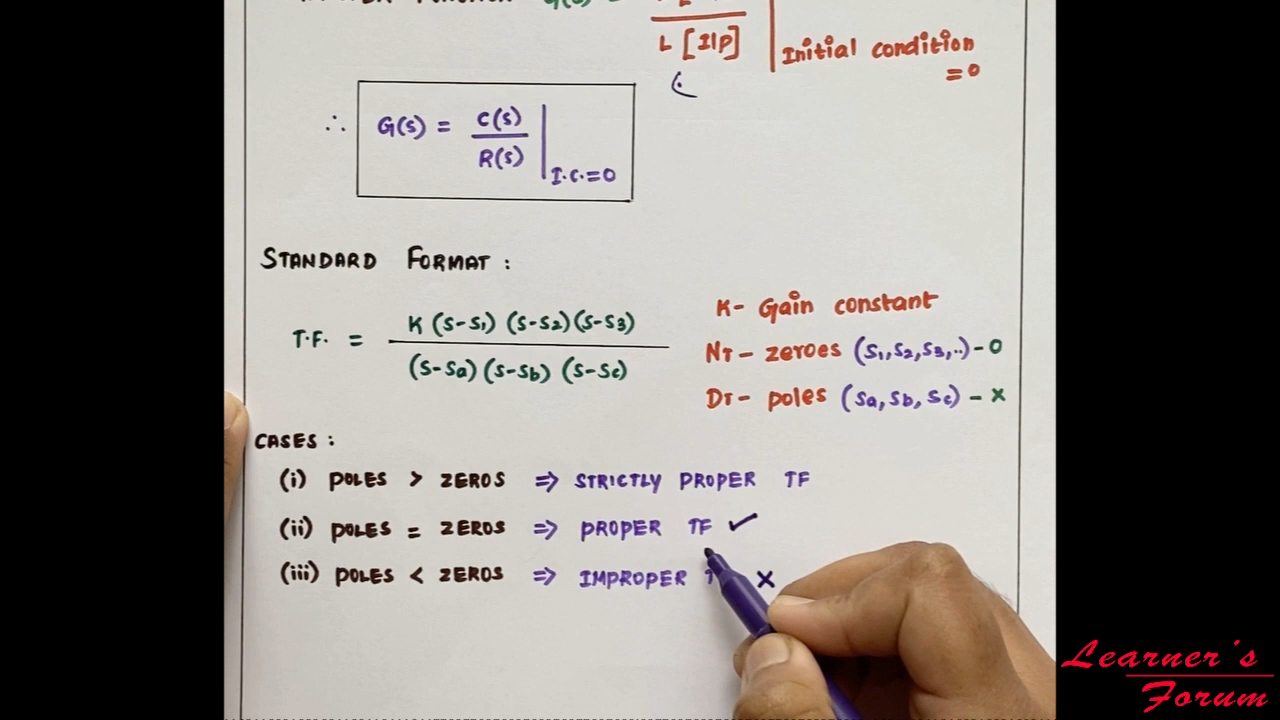 L [I|P]
Initial condition
= 0
∴ G(s) = C(s) / R(s) | I.C.=0
STANDARD FORMAT :
T.F. = K (S-S1) (S-S2) (S-S3) / (S-Sa) (S-Sb) (S-Sc)
K - Gain constant
Nr - zeroes (S1, S2, S3, ..) - O
Dr - poles (Sa, Sb, Sc) - X
CASES :
(i) POLES > ZEROS ⇒ STRICTLY PROPER TF
(ii) POLES = ZEROS ⇒ PROPER TF ✓
(iii) POLES < ZEROS ⇒ IMPROPER X
Learner's
Forum